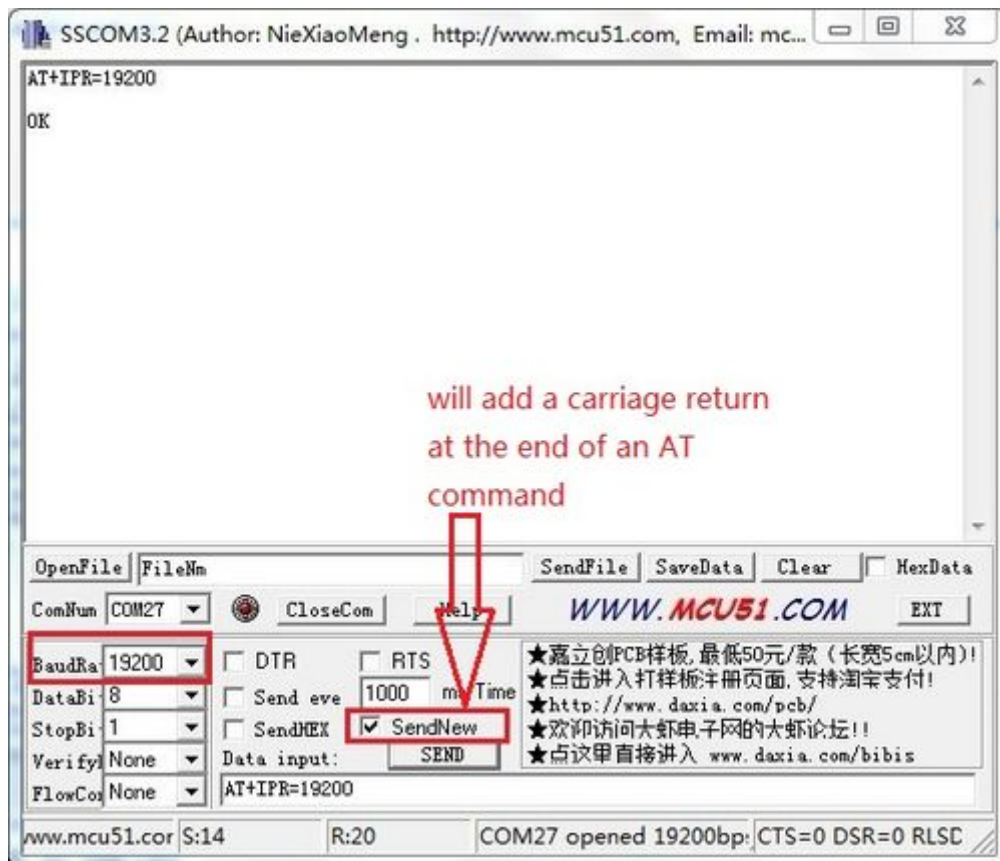 SSCOM3.2 (Author: NieXiaoMeng . http://www.mcu51.com, Email: mc...
AT+IPR=19200
OK
will add a carriage return
at the end of an AT
command
OpenFile FileNm SendFile SaveData Clear HexData
ComNum COM27 CloseCom Help WWW.MCU51.COM EXT
BaudRa 19200 DTR RTS
DataBi 8 Send eve 1000 ms Time
StopBi 1 SendHEX SendNew
VerifyB None Data input: SEND
FlowCon None AT+IPR=19200
★嘉立创PCB样板,最低50元/款（长宽5cm以内)!
★点击进入打样板注册页面,支持淘宝支付!
★http://www.daxia.com/pcb/
★欢迎访问大虾电子网的大虾论坛!!
★点这里直接进入 www.daxia.com/bibis
www.mcu51.cor S:14 R:20 COM27 opened 19200bp: CTS=0 DSR=0 RLSD